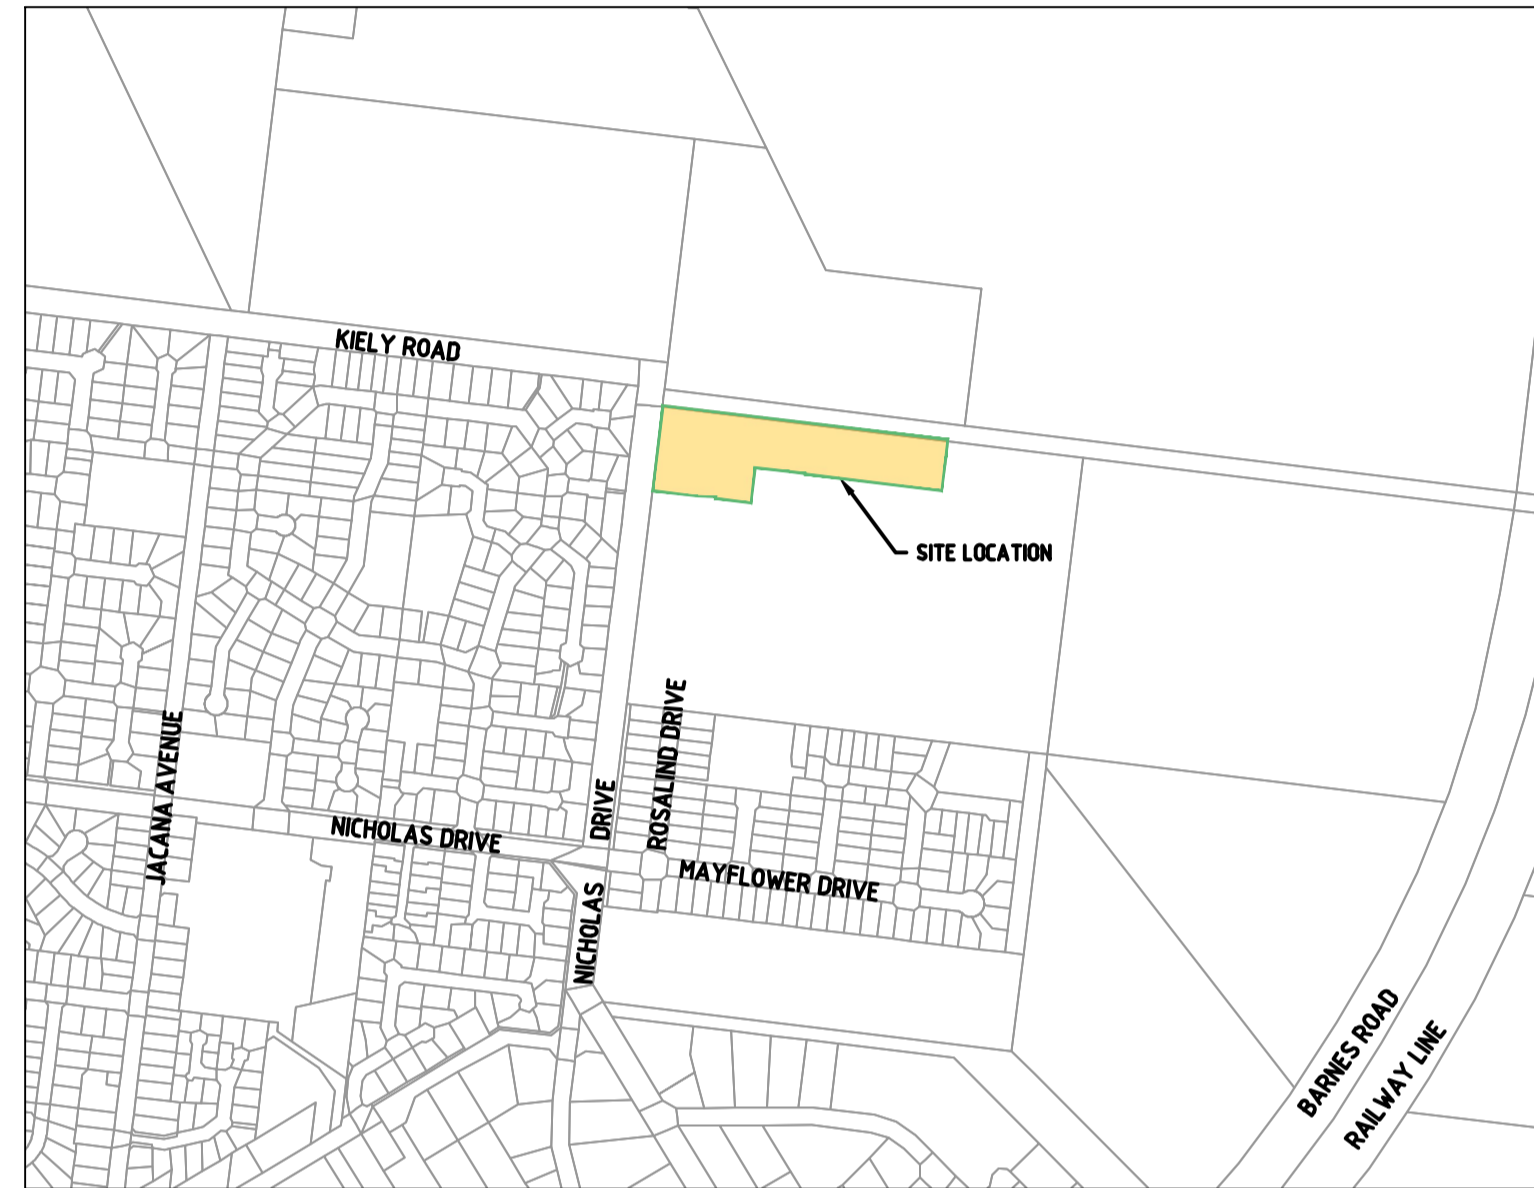 KIELY ROAD
SITE LOCATION
ROSALIND DRIVE
JACANA AVENUE
DRIVE
NICHOLAS DRIVE
MAYFLOWER DRIVE
NICHOLAS
BARNES ROAD
RAILWAY LINE